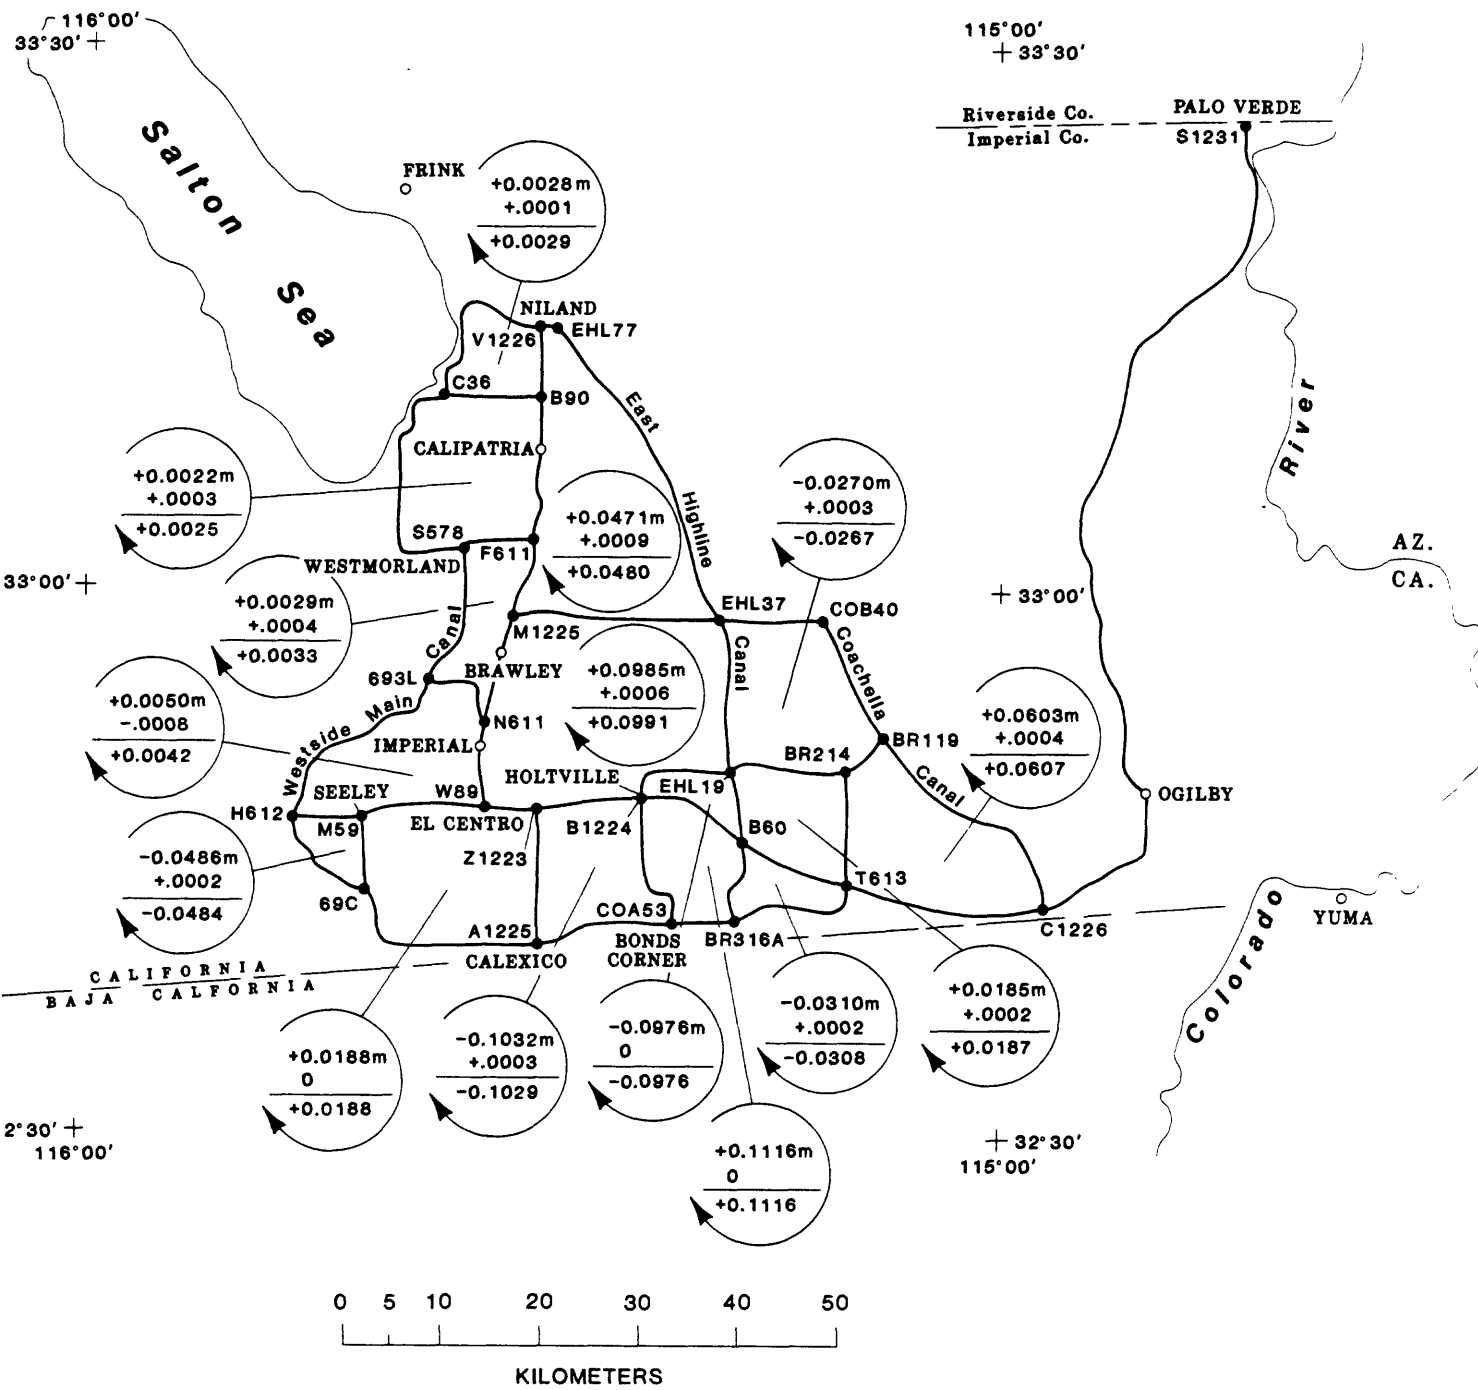 116°00'
33°30'
115°00'
33°30'
Riverside Co.
Imperial Co.
PALO VERDE
S1231
Salton Sea
FRINK
+0.0028m
+.0001
+0.0029
NILAND
V1226
EHL77
C36
B90
East
CALIPATRIA
River
+0.0022m
+.0003
+0.0025
-0.0270m
+.0003
-0.0267
Highline
+0.0471m
+.0009
+0.0480
S578
F611
WESTMORLAND
AZ.
CA.
33°00'
33°00'
+0.0029m
+.0004
+0.0033
EHL37
COB40
M1225
Canal
Canal
Coachella
BRAWLEY
693L
+0.0985m
+.0006
+0.0991
+0.0050m
-.0008
+0.0042
Westside Main
N611
IMPERIAL
+0.0603m
+.0004
+0.0607
BR119
BR214
Canal
HOLTVILLE
EHL19
OGILBY
SEELEY
W89
H612
M59
EL CENTRO
B1224
B60
Z1223
-0.0486m
+.0002
-0.0484
69C
T613
COA53
A1225
CALEXICO
BONDS
CORNER
BR316A
C1226
YUMA
Colorado
CALIFORNIA
BAJA CALFORNIA
+0.0188m
0
+0.0188
-0.1032m
+.0003
-0.1029
-0.0976m
0
-0.0976
-0.0310m
+.0002
-0.0308
+0.0185m
+.0002
+0.0187
2°30'
116°00'
32°30'
115°00'
+0.1116m
0
+0.1116
0 5 10 20 30 40 50
KILOMETERS